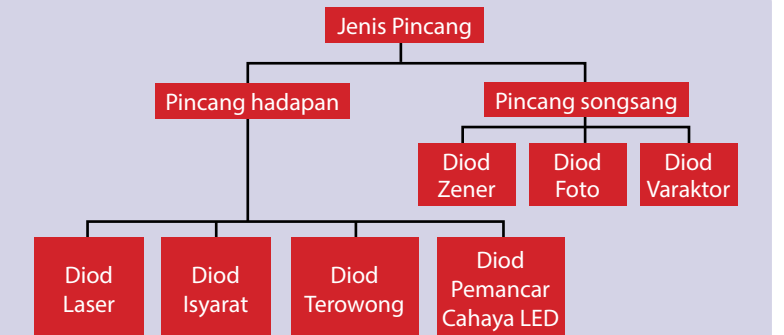 Jenis Pincang
Pincang hadapan
Pincang songsang
Diod
Zener
Diod
Foto
Diod
Varaktor
Diod
Laser
Diod
Isyarat
Diod
Terowong
Diod
Pemancar
Cahaya LED